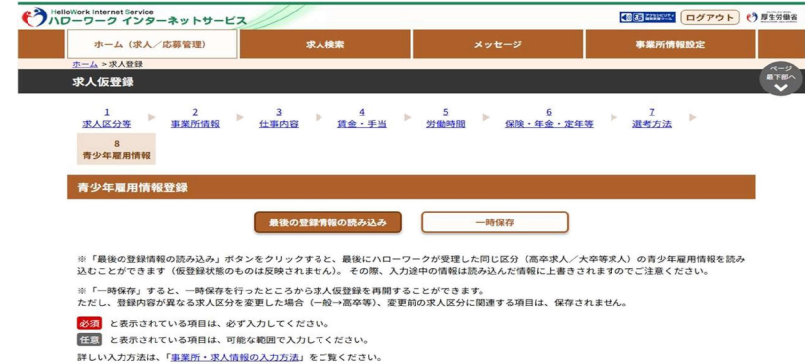 HelloWork Internet Service
ハローワーク インターネットサービス
ログアウト
厚生労働省
ホーム（求人／応募管理）
求人検索
メッセージ
事業所情報設定
ホーム > 求人登録
求人仮登録
ページ
最下部へ
1
求人区分等
2
事業所情報
3
仕事内容
4
賃金・手当
5
労働時間
6
保険・年金・定年等
7
選考方法
8
青少年雇用情報
青少年雇用情報登録
最後の登録情報の読み込み
一時保存
※「最後の登録情報の読み込み」ボタンをクリックすると、最後にハローワークが受理した同じ区分（高卒求人／大卒等求人）の青少年雇用情報を読み
込むことができます（仮登録状態のものは反映されません）。その際、入力途中の情報は読み込んだ情報に上書きされますのでご注意ください。
※「一時保存」すると、一時保存を行ったところから求人仮登録を再開することができます。
ただし、登録内容が異なる求人区分を変更した場合（一般→高卒等）、変更前の求人区分に関連する項目は、保存されません。
必須 と表示されている項目は、必ず入力してください。
任意 と表示されている項目は、可能な範囲で入力してください。
詳しい入力方法は、「事業所・求人情報の入力方法」をご覧ください。